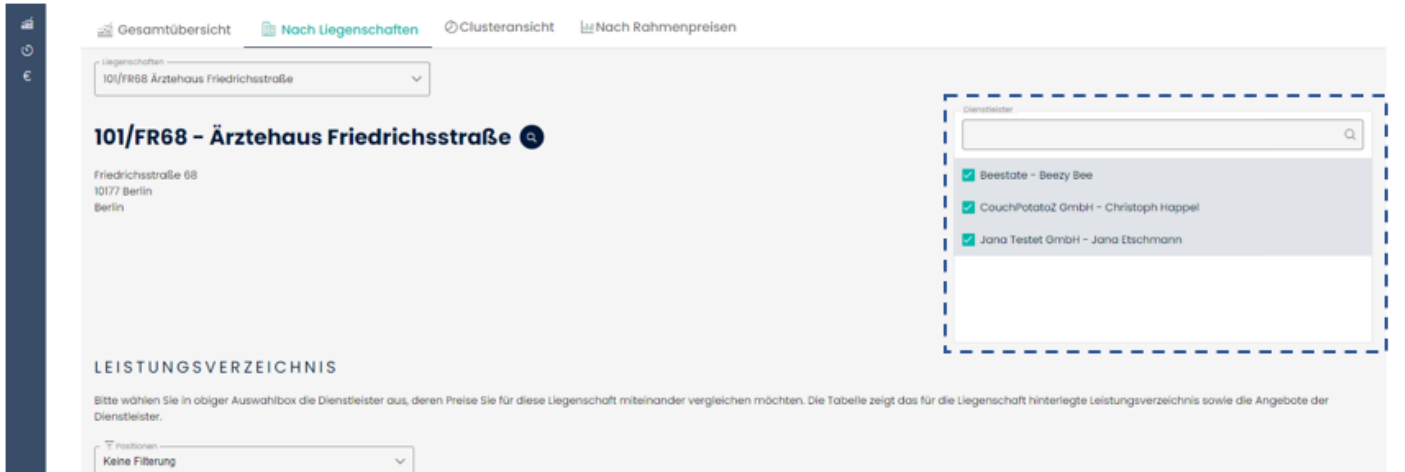 Gesamtübersicht Nach Liegenschaften Clusteransicht Nach Rahmenpreisen
€
Liegenschaften
101/FR68 Ärztehaus Friedrichsstraße
Dienstleister
101/FR68 - Ärztehaus Friedrichsstraße
Friedrichsstraße 68
10177 Berlin
Berlin
Beestate - Beezy Bee
CouchPotatoZ GmbH - Christoph Happel
Jana Testet GmbH - Jana Etschmann
LEISTUNGSVERZEICHNIS
Bitte wählen Sie in obiger Auswahlbox die Dienstleister aus, deren Preise Sie für diese Liegenschaft miteinander vergleichen möchten. Die Tabelle zeigt das für die Liegenschaft hinterlegte Leistungsverzeichnis sowie die Angebote der
Dienstleister.
Positionen
Keine Filterung